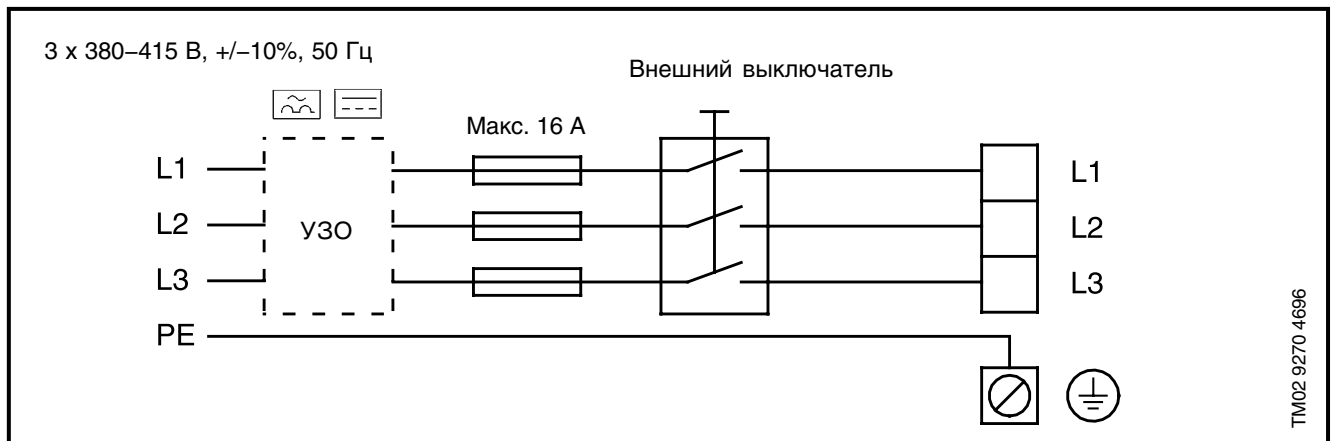 3 x 380–415 В, +/–10%, 50 Гц
Внешний выключатель
Макс. 16 А
L1
L1
L2
УЗО
L2
L3
L3
PE
TM02 9270 4696